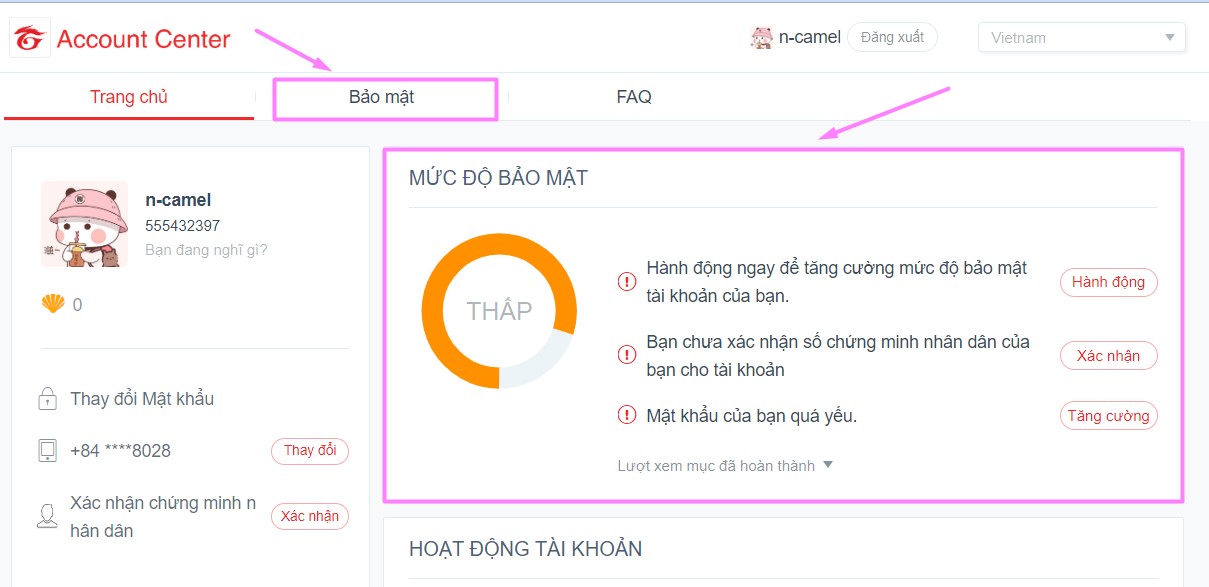 Account Center
n-camel
Đăng xuất
Vietnam
Trang chủ
Bảo mật
FAQ
n-camel
555432397
Bạn đang nghĩ gì?
0
Thay đổi Mật khẩu
+84 ****8028
Thay đổi
Xác nhận chứng minh n
hân dân
Xác nhận
MỨC ĐỘ BẢO MẬT
THẤP
Hành động ngay để tăng cường mức độ bảo mật
tài khoản của bạn.
Hành động
Bạn chưa xác nhận số chứng minh nhân dân của
bạn cho tài khoản
Xác nhận
Mật khẩu của bạn quá yếu.
Tăng cường
Lượt xem mục đã hoàn thành
HOẠT ĐỘNG TÀI KHOẢN